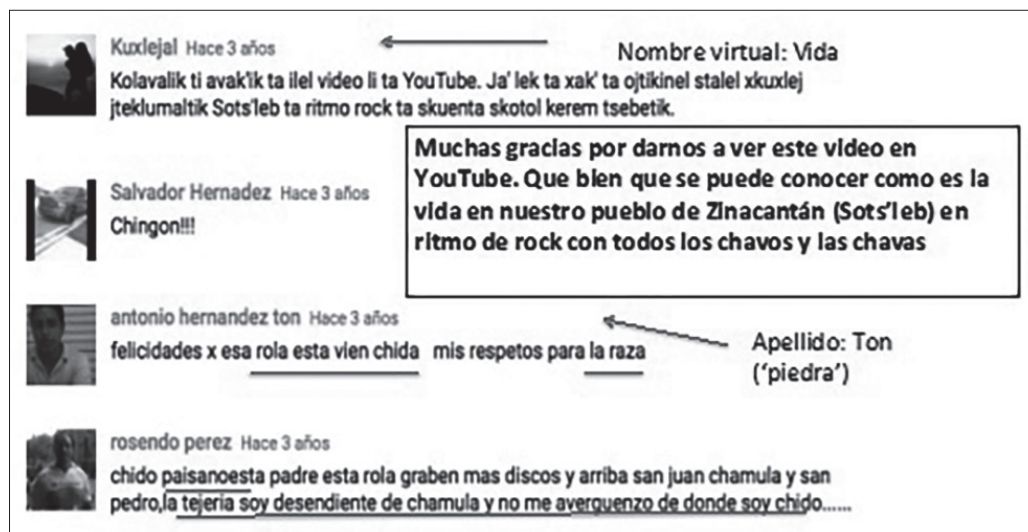 Kuxlejal Hace 3 años
Nombre virtual: Vida
Kolavalik ti avak'ik ta ilel video li ta YouTube. Ja' lek ta xak' ta ojtikinel stalel xkuxlej
jteklumaltik Sots'leb ta ritmo rock ta skuenta skotol kerem tsebetik.
Muchas gracias por darnos a ver este video en
YouTube. Que bien que se puede conocer como es la
vida en nuestro pueblo de Zinacantán (Sots'leb) en
ritmo de rock con todos los chavos y las chavas
Salvador Hernadez Hace 3 años
Chingon!!!
antonio hernandez ton Hace 3 años
felicidades x esa rola esta vien chida mis respetos para la raza
Apellido: Ton
('piedra')
rosendo perez Hace 3 años
chido paisanoesta padre esta rola graben mas discos y arriba san juan chamula y san
pedro,la tejeria soy desendiente de chamula y no me averguenzo de donde soy chido......